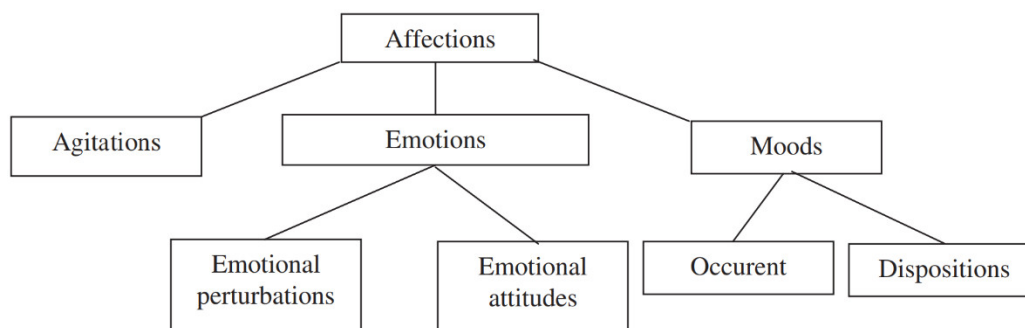 Affections
Agitations
Emotions
Moods
Emotional
perturbations
Emotional
attitudes
Occurent
Dispositions